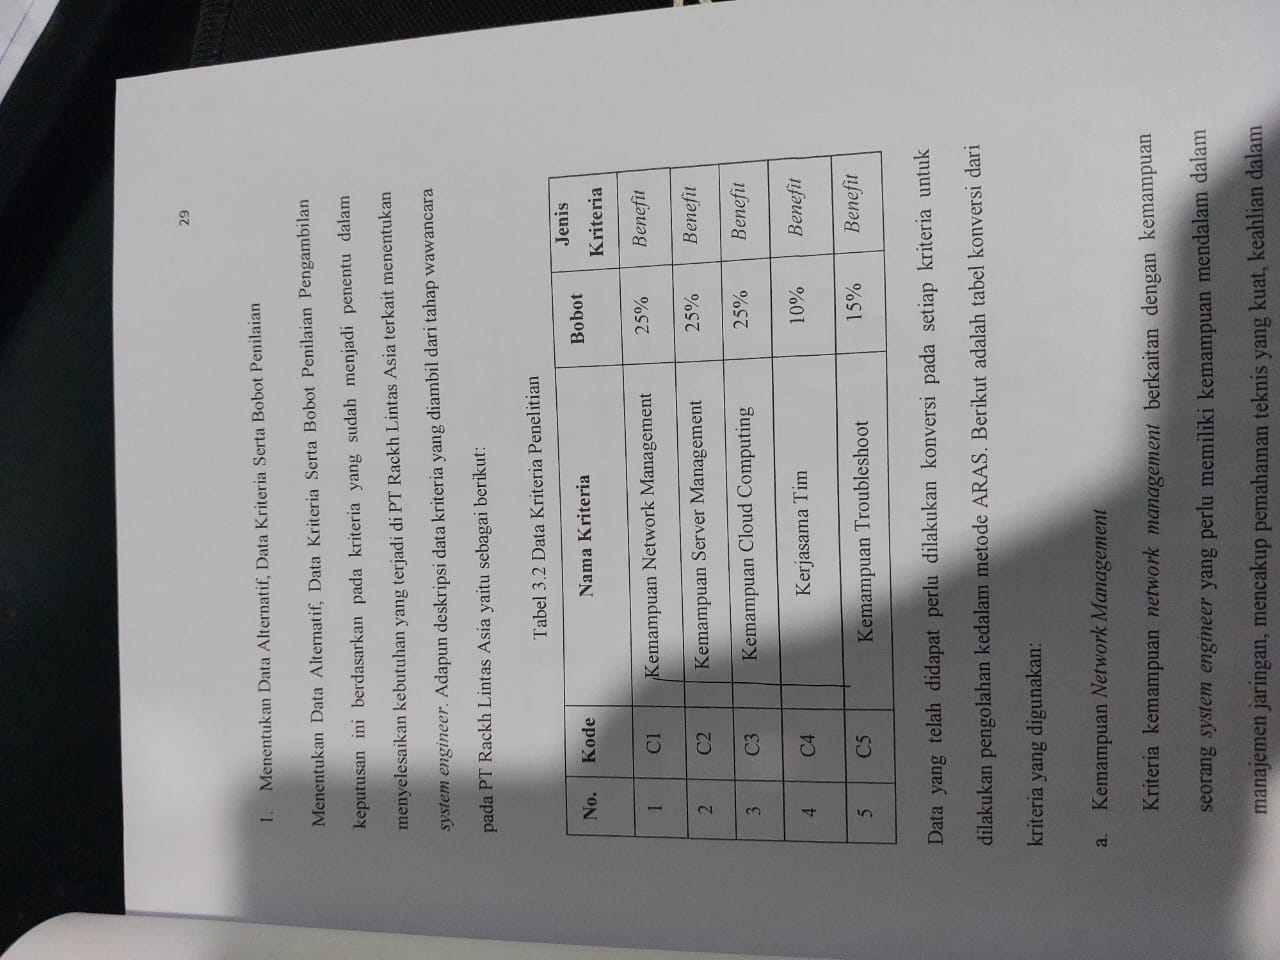 29
1. Menentukan Data Alternatif, Data Kriteria Serta Bobot Penilaian
Menentukan Data Alternatif, Data Kriteria Serta Bobot Penilaian Pengambilan
keputusan ini berdasarkan pada kriteria yang sudah menjadi penentu dalam
menyelesaikan kebutuhan yang terjadi di PT Rackh Lintas Asia terkait menentukan
system engineer. Adapun deskripsi data kriteria yang diambil dari tahap wawancara
pada PT Rackh Lintas Asia yaitu sebagai berikut:
Tabel 3.2 Data Kriteria Penelitian
No. Kode Nama Kriteria Bobot Jenis Kriteria
1 C1 Kemampuan Network Management 25% Benefit
2 C2 Kemampuan Server Management 25% Benefit
3 C3 Kemampuan Cloud Computing 25% Benefit
4 C4 Kerjasama Tim 10% Benefit
5 C5 Kemampuan Troubleshoot 15% Benefit
Data yang telah didapat perlu dilakukan konversi pada setiap kriteria untuk
dilakukan pengolahan kedalam metode ARAS. Berikut adalah tabel konversi dari
kriteria yang digunakan:
a. Kemampuan Network Management
Kriteria kemampuan network management berkaitan dengan kemampuan
seorang system engineer yang perlu memiliki kemampuan mendalam dalam
manajemen jaringan, mencakup pemahaman teknis yang kuat, keahlian dalam